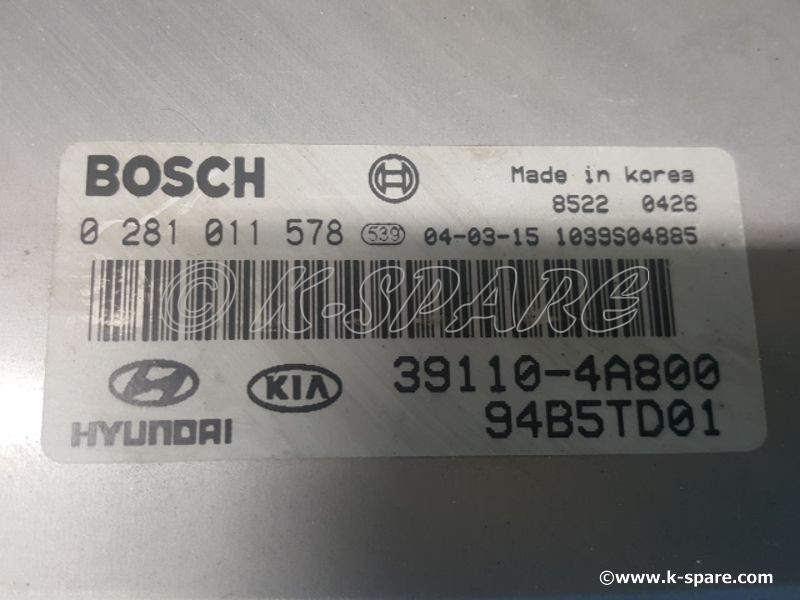 BOSCH
Made in korea
8522 0426
0 281 011 578 539 04-03-15 1039S04885
© K-SPARE
HYUNDAI
KIA
39110-4A800
94B5TD01
©www.k-spare.com